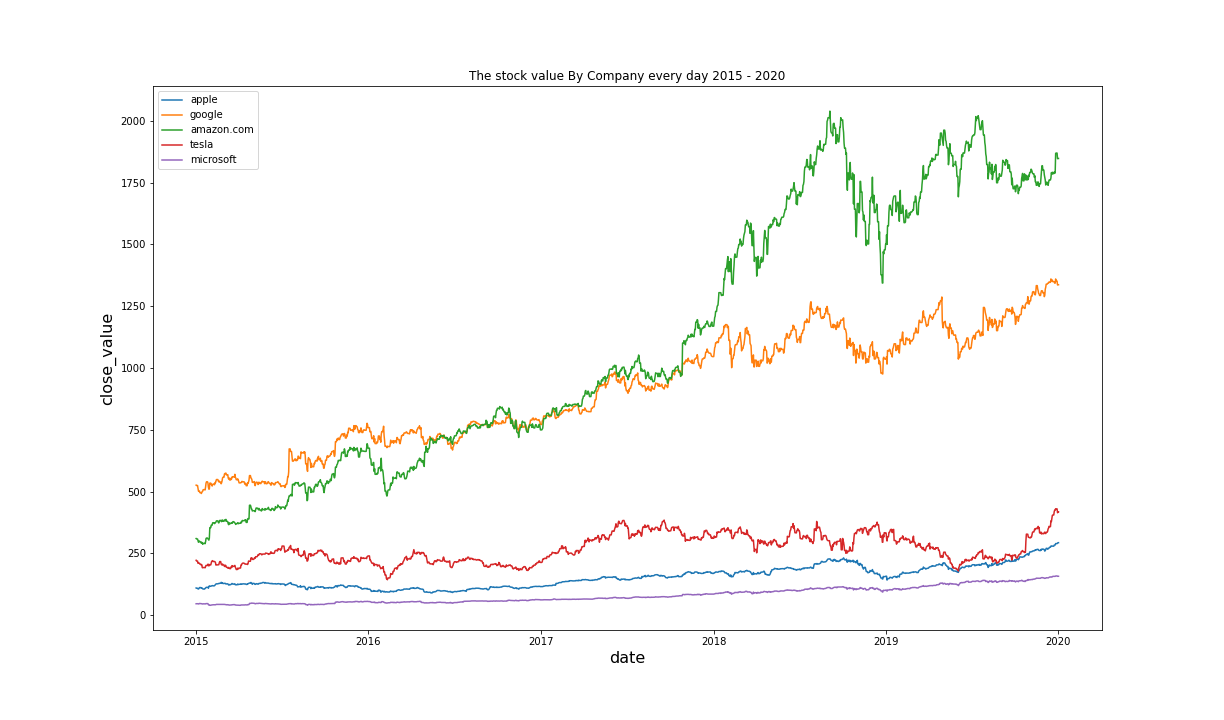 The stock value By Company every day 2015 - 2020
apple
google
amazon.com
tesla
microsoft
close_value
2000
1750
1500
1250
1000
750
500
250
0
2015 2016 2017 2018 2019 2020
date